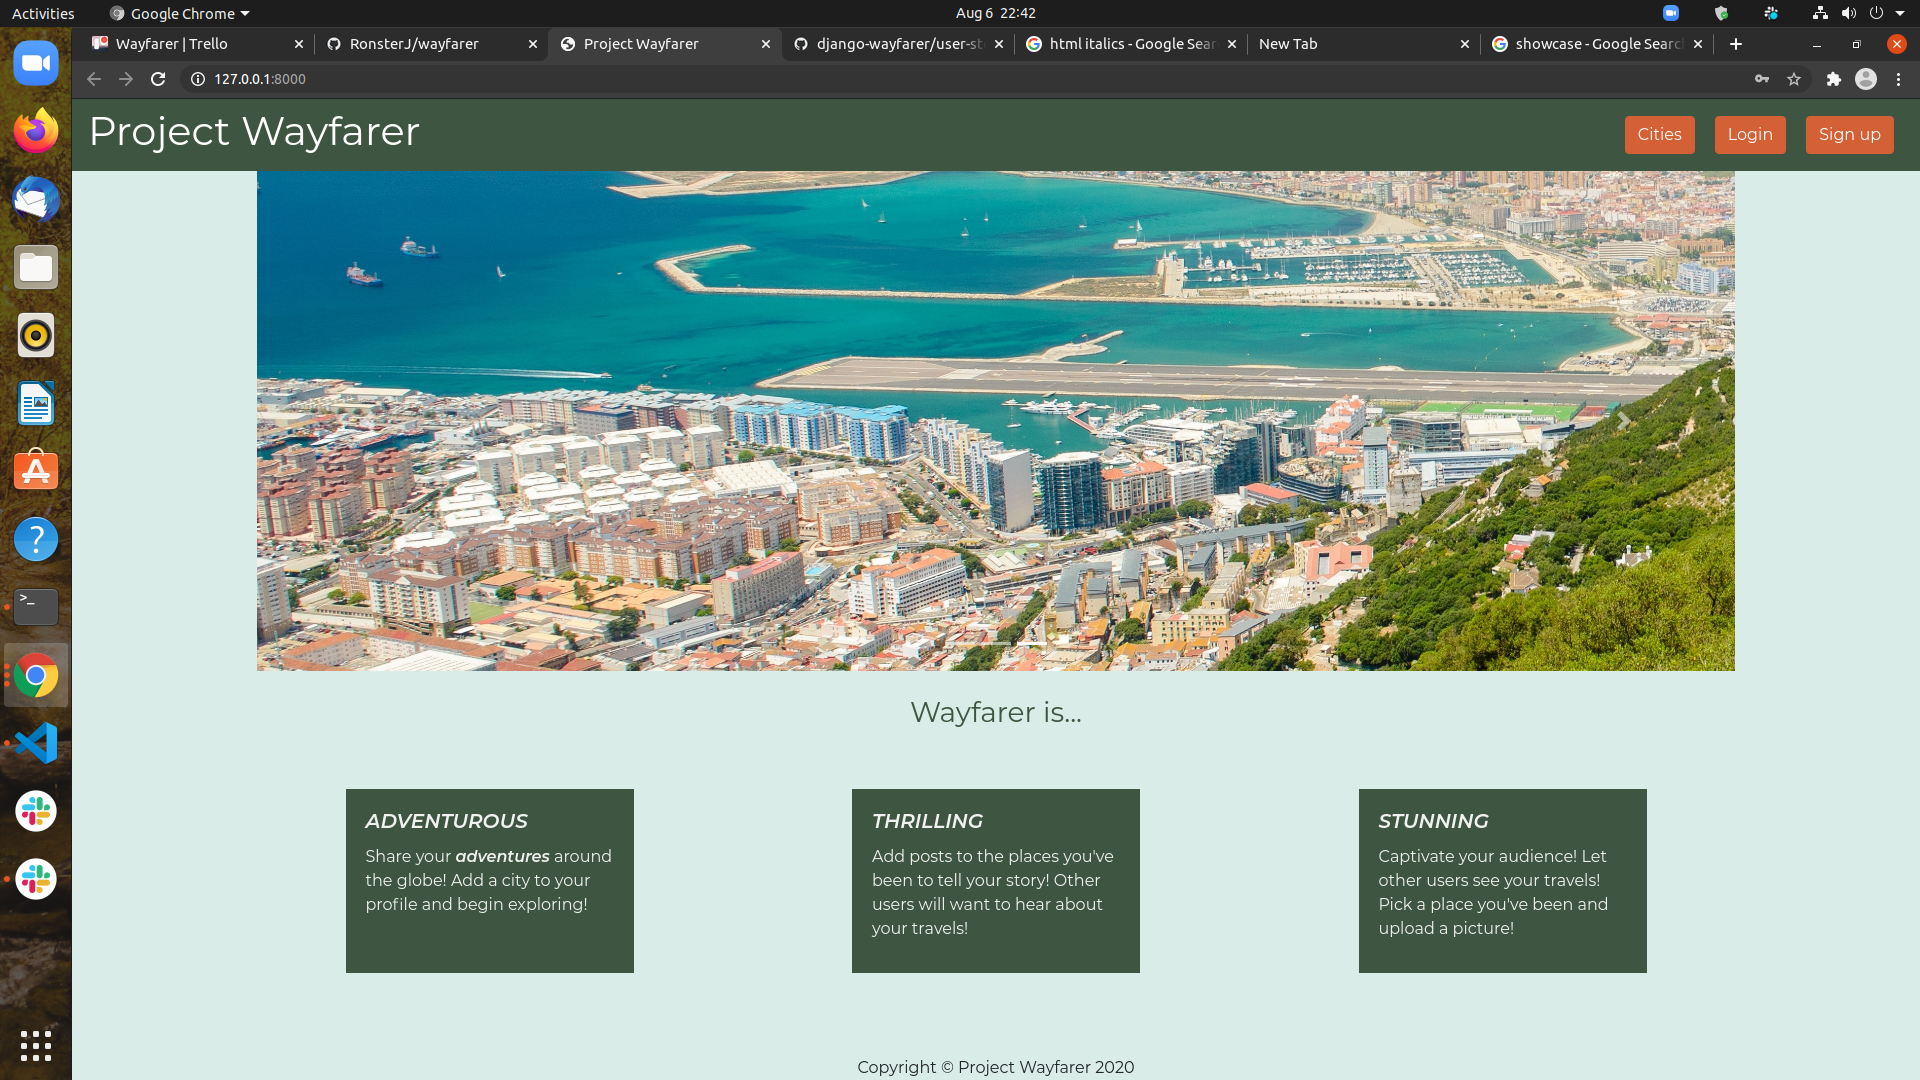 Activities Google Chrome Aug 6 22:42
Wayfarer | Trello RonsterJ/wayfarer Project Wayfarer django-wayfarer/user-st html italics - Google Sear New Tab showcase - Google Search
127.0.0.1:8000
Project Wayfarer Cities Login Sign up
Wayfarer is...
ADVENTUROUS
Share your adventures around
the globe! Add a city to your
profile and begin exploring!
THRILLING
Add posts to the places you've
been to tell your story! Other
users will want to hear about
your travels!
STUNNING
Captivate your audience! Let
other users see your travels!
Pick a place you've been and
upload a picture!
Copyright © Project Wayfarer 2020